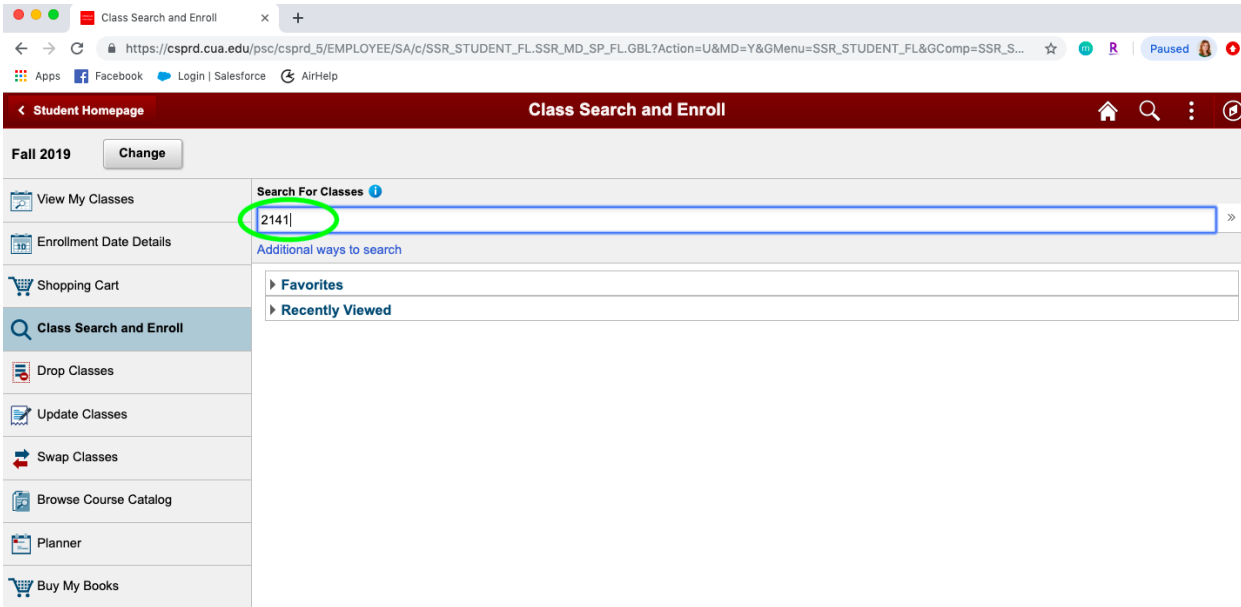 Class Search and Enroll
https://csprd.cua.edu/psc/csprd_5/EMPLOYEE/SA/c/SSR_STUDENT_FL.SSR_MD_SP_FL.GBL?Action=U&MD=Y&GMenu=SSR_STUDENT_FL&GComp=SSR_S... m R Paused
Apps Facebook Login | Salesforce AirHelp
Student Homepage Class Search and Enroll
Fall 2019 Change
View My Classes
Enrollment Date Details
Shopping Cart
Class Search and Enroll
Drop Classes
Update Classes
Swap Classes
Browse Course Catalog
Planner
Buy My Books
Search For Classes i
2141
Additional ways to search
Favorites
Recently Viewed